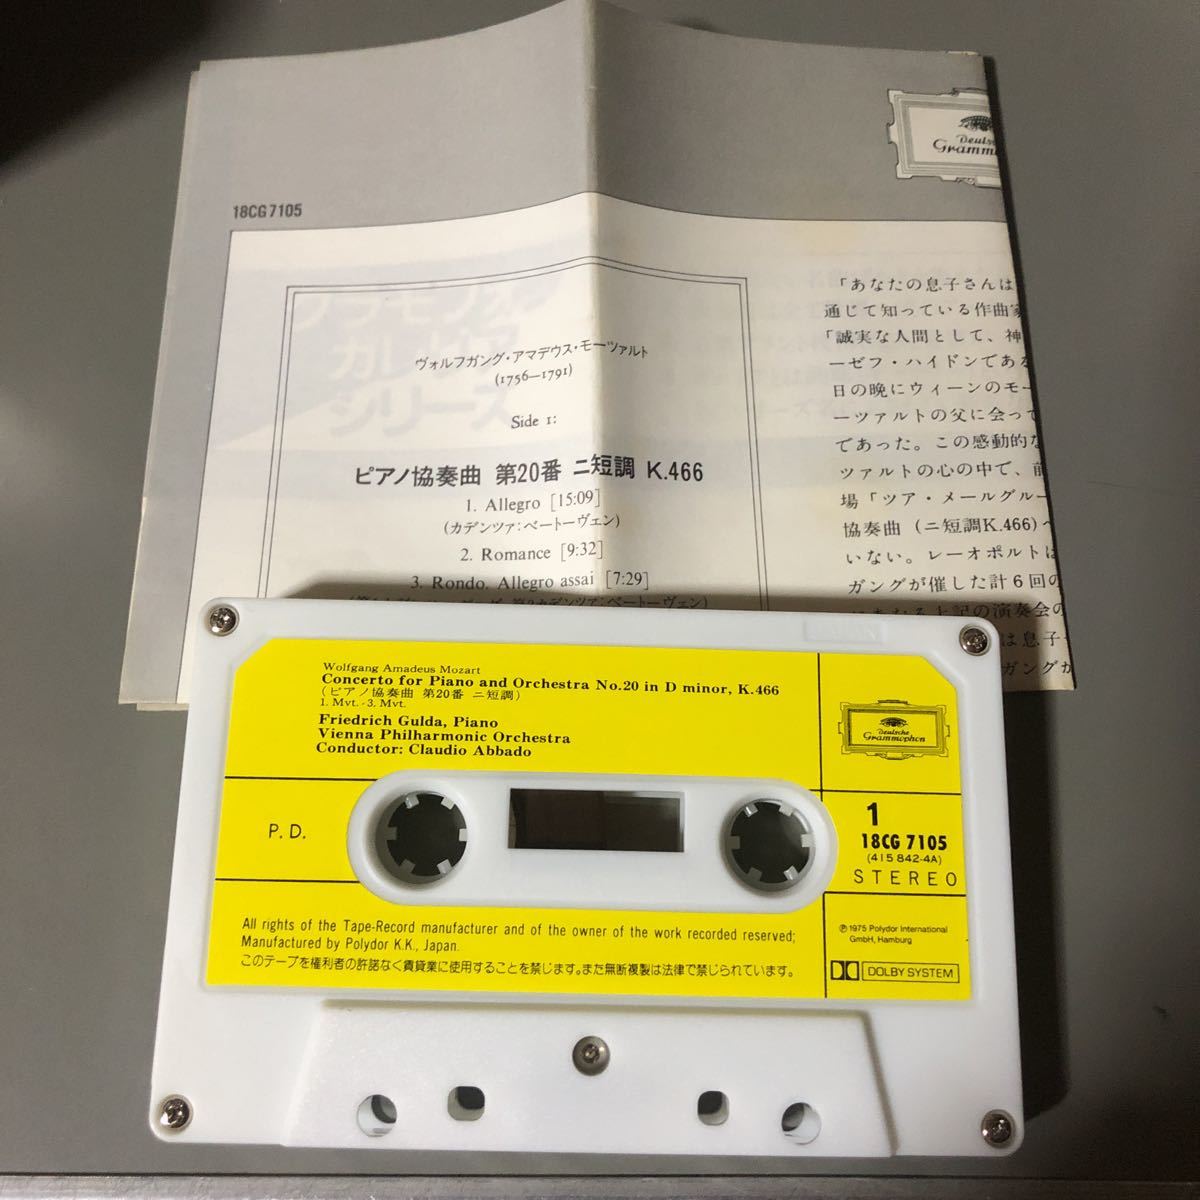 Deutsche
Grammo
18CG 7105
ヴォルフガング・アマデウス・モーツァルト
(1756—1791)
Side 1:
ピアノ協奏曲 第20番 ニ短調 K.466
1. Allegro [15:09]
(カデンツァ:ベートーヴェン)
2. Romance [9:32]
3. Rondo. Allegro assai [7:29]
「あなたの息子さんは
通じて知っている作曲家
「誠実な人間として、神
ーゼフ・ハイドンである
日の晩にウィーンのモー
ーツァルトの父に会って
であった。この感動的な
ツァルトの心の中で、前
場「ツア・メールグルー
協奏曲(ニ短調K.466)へ
いない。レーオポルトは
ガングが催した計6回の
上記の演奏会の
は息子
ガングが
Wolfgang Amadeus Mozart
Concerto for Piano and Orchestra No.20 in D minor, K.466
(ピアノ協奏曲 第20番 ニ短調)
1. Mvt.-3. Mvt.
Friedrich Gulda, Piano
Vienna Philharmonic Orchestra
Conductor: Claudio Abbado
Deutsche
Grammophon
P. D.
1
18CG 7105
(415 842-4A)
STEREO
All rights of the Tape-Record manufacturer and of the owner of the work recorded reserved;
Manufactured by Polydor K.K., Japan.
このテープを権利者の許諾なく賃貸業に使用することを禁じます。また無断複製は法律で禁じられています。
℗1975 Polydor International
GmbH, Hamburg
DOLBY SYSTEM